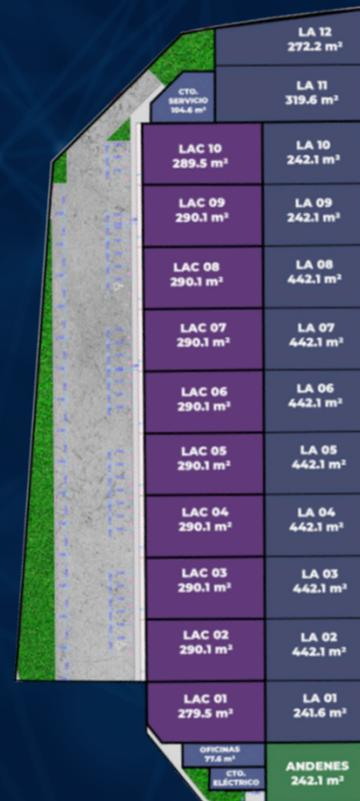 LA 12
272.2 m²
CTO.
SERVICIO
104.6 m²
LA 11
319.6 m²
LAC 10
289.5 m²
LA 10
242.1 m²
LAC 09
290.1 m²
LA 09
242.1 m²
LAC 08
290.1 m²
LA 08
442.1 m²
LAC 07
290.1 m²
LA 07
442.1 m²
LAC 06
290.1 m²
LA 06
442.1 m²
LAC 05
290.1 m²
LA 05
442.1 m²
LAC 04
290.1 m²
LA 04
442.1 m²
LAC 03
290.1 m²
LA 03
442.1 m²
LAC 02
290.1 m²
LA 02
442.1 m²
LAC 01
279.5 m²
LA 01
241.6 m²
OFICINAS
77.6 m²
CTO.
ELÉCTRICO
ANDENES
242.1 m²